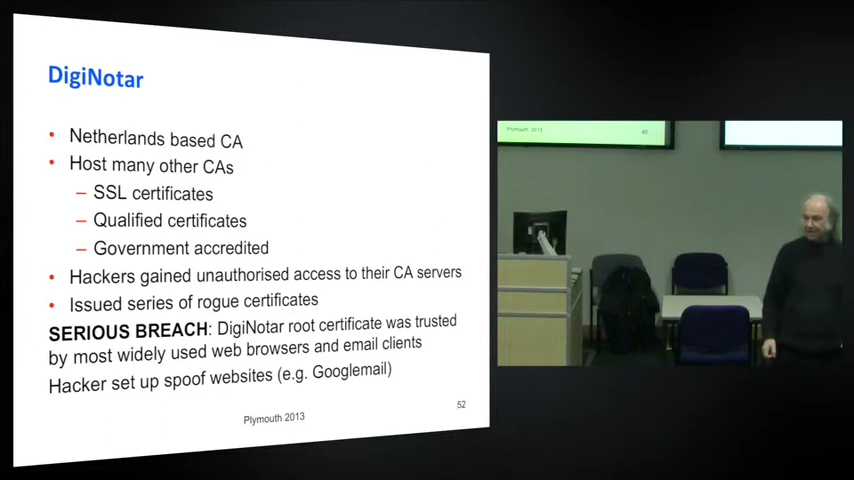 DigiNotar
• Netherlands based CA
• Host many other CAs
– SSL certificates
– Qualified certificates
– Government accredited
• Hackers gained unauthorised access to their CA servers
• Issued series of rogue certificates
SERIOUS BREACH: DigiNotar root certificate was trusted
by most widely used web browsers and email clients
Hacker set up spoof websites (e.g. Googlemail)
Plymouth 2013
52
Plymouth 2013